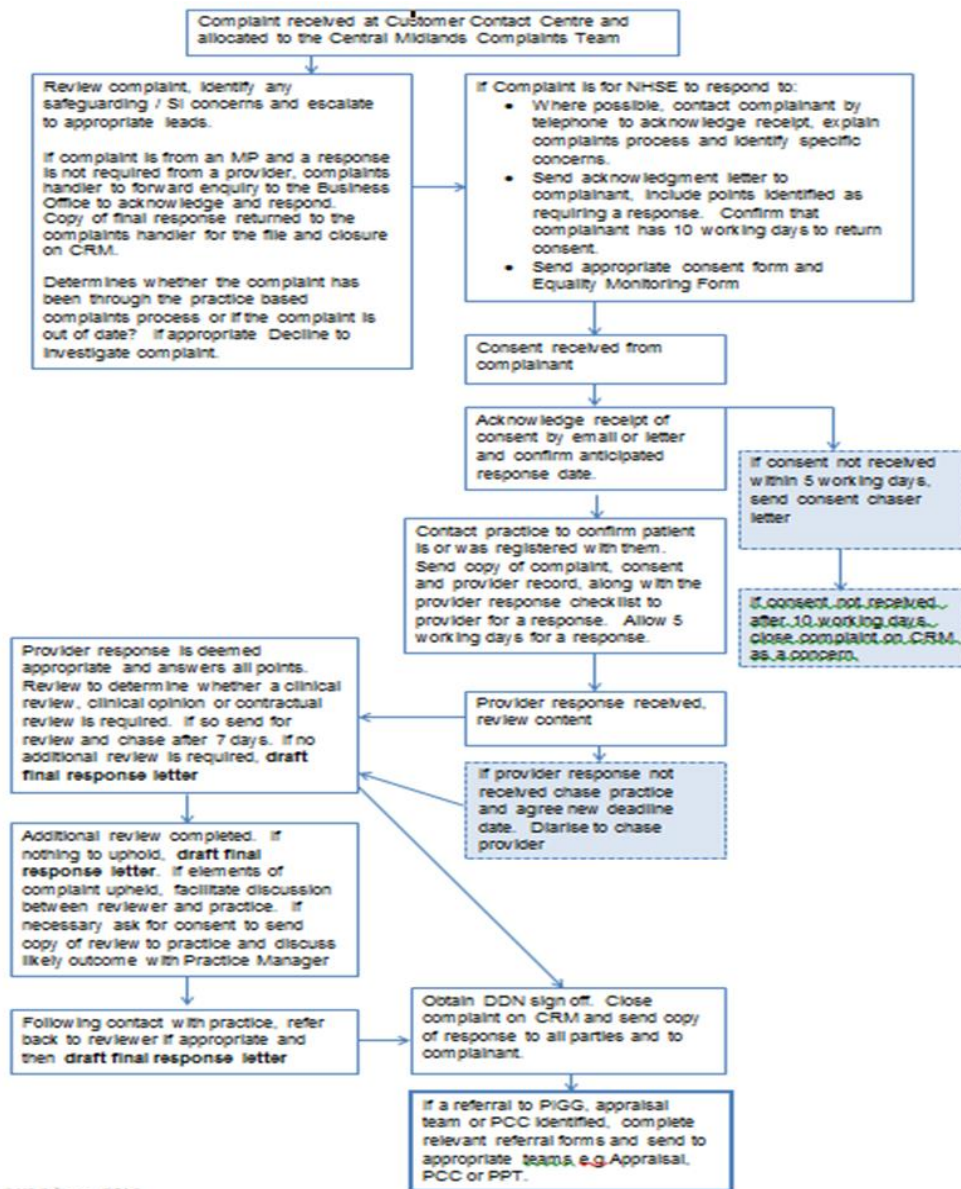 Complaint received at Customer Contact Centre and
allocated to the Central Midlands Complaints Team
Review complaint, identify any
safeguarding / SI concerns and escalate
to appropriate leads.
If complaint is from an MP and a response
is not required from a provider, complaints
handler to forward enquiry to the Business
Office to acknowledge and respond.
Copy of final response returned to the
complaints handler for the file and closure
on CRM.
Determines whether the complaint has
been through the practice based
complaints process or if the complaint is
out of date? If appropriate Decline to
investigate complaint.
If Complaint is for NHSE to respond to:
• Where possible, contact complainant by
telephone to acknowledge receipt, explain
complaints process and identify specific
concerns.
• Send acknowledgment letter to
complainant, include points identified as
requiring a response. Confirm that
complainant has 10 working days to return
consent.
• Send appropriate consent form and
Equality Monitoring Form
Consent received from
complainant
Acknowledge receipt of
consent by email or letter
and confirm anticipated
response date.
If consent not received
within 5 working days,
send consent chaser
letter
If consent not received
after 10 working days,
close complaint on CRM
as a concern
Contact practice to confirm patient
is or was registered with them.
Send copy of complaint, consent
and provider record, along with the
provider response checklist to
provider for a response. Allow 5
working days for a response.
Provider response received,
review content
If provider response not
received chase practice
and agree new deadline
date. Diarise to chase
provider
Provider response is deemed
appropriate and answers all points.
Review to determine whether a clinical
review, clinical opinion or contractual
review is required. If so send for
review and chase after 7 days. If no
additional review is required, draft
final response letter
Additional review completed. If
nothing to uphold, draft final
response letter. If elements of
complaint upheld, facilitate discussion
between reviewer and practice. If
necessary ask for consent to send
copy of review to practice and discuss
likely outcome with Practice Manager
Following contact with practice, refer
back to reviewer if appropriate and
then draft final response letter
Obtain DDN sign off. Close
complaint on CRM and send copy
of response to all parties and to
complainant.
If a referral to PIGG, appraisal
team or PCC identified, complete
relevant referral forms and send to
appropriate teams e.g Appraisal,
PCC or PPT.